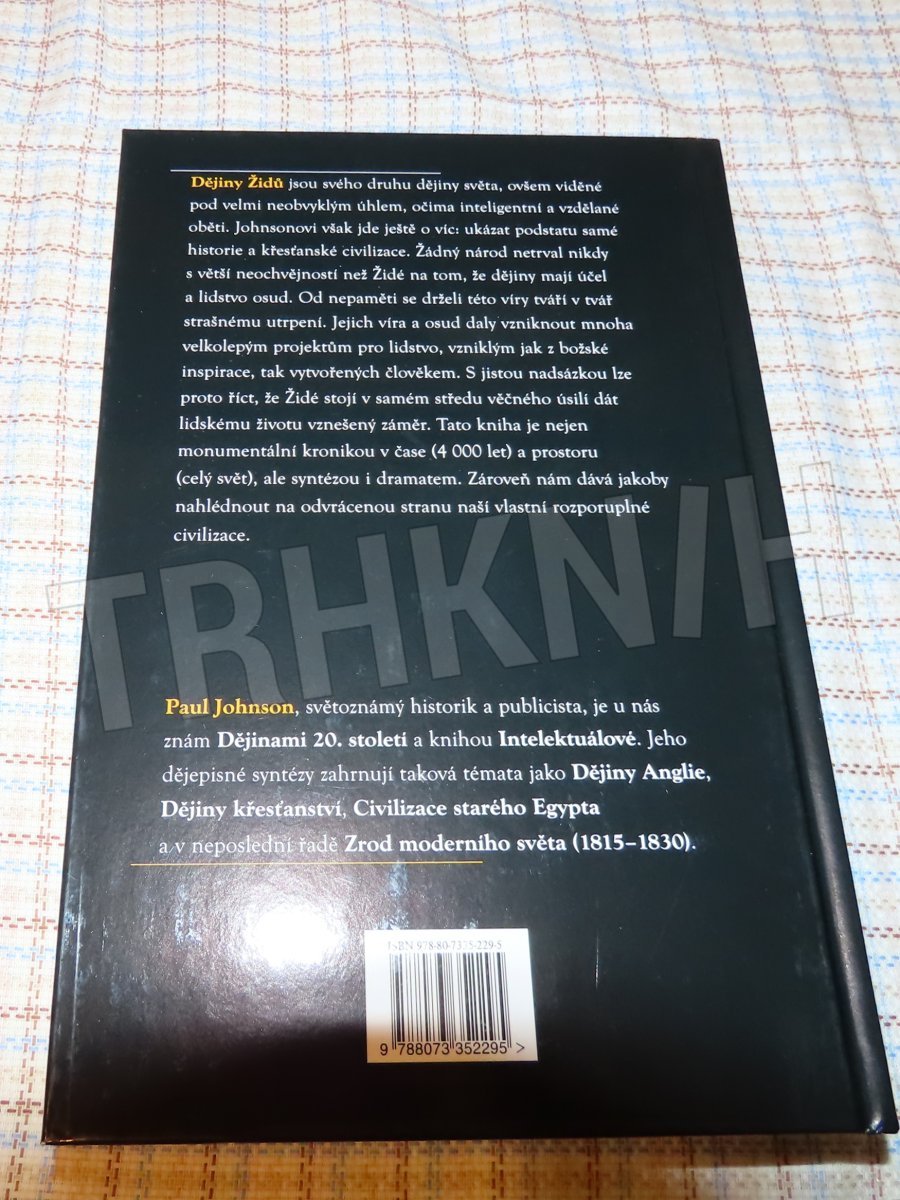 Dějiny Židů jsou svého druhu dějiny světa, ovšem viděné
pod velmi neobvyklým úhlem, očima inteligentní a vzdělané
oběti. Johnsonovi však jde ještě o víc: ukázat podstatu samé
historie a křesťanské civilizace. Žádný národ netrval nikdy
s větší neochvějností než Židé na tom, že dějiny mají účel
a lidstvo osud. Od nepaměti se drželi této víry tváří v tvář
strašnému utrpení. Jejich víra a osud daly vzniknout mnoha
velkolepým projektům pro lidstvo, vzniklým jak z božské
inspirace, tak vytvořených člověkem. S jistou nadsázkou lze
proto říct, že Židé stojí v samém středu věčného úsilí dát
lidskému životu vznešený záměr. Tato kniha je nejen
monumentální kronikou v čase (4 000 let) a prostoru
(celý svět), ale syntézou i dramatem. Zároveň nám dává jakoby
nahlédnout na odvrácenou stranu naší vlastní rozporuplné
civilizace.
TRHKNIH
Paul Johnson, světoznámý historik a publicista, je u nás
znám Dějinami 20. století a knihou Intelektuálové. Jeho
dějepisné syntézy zahrnují taková témata jako Dějiny Anglie,
Dějiny křesťanství, Civilizace starého Egypta
a v neposlední řadě Zrod moderního světa (1815–1830).
ISBN 978-80-7335-229-5
9 788073 352295 >